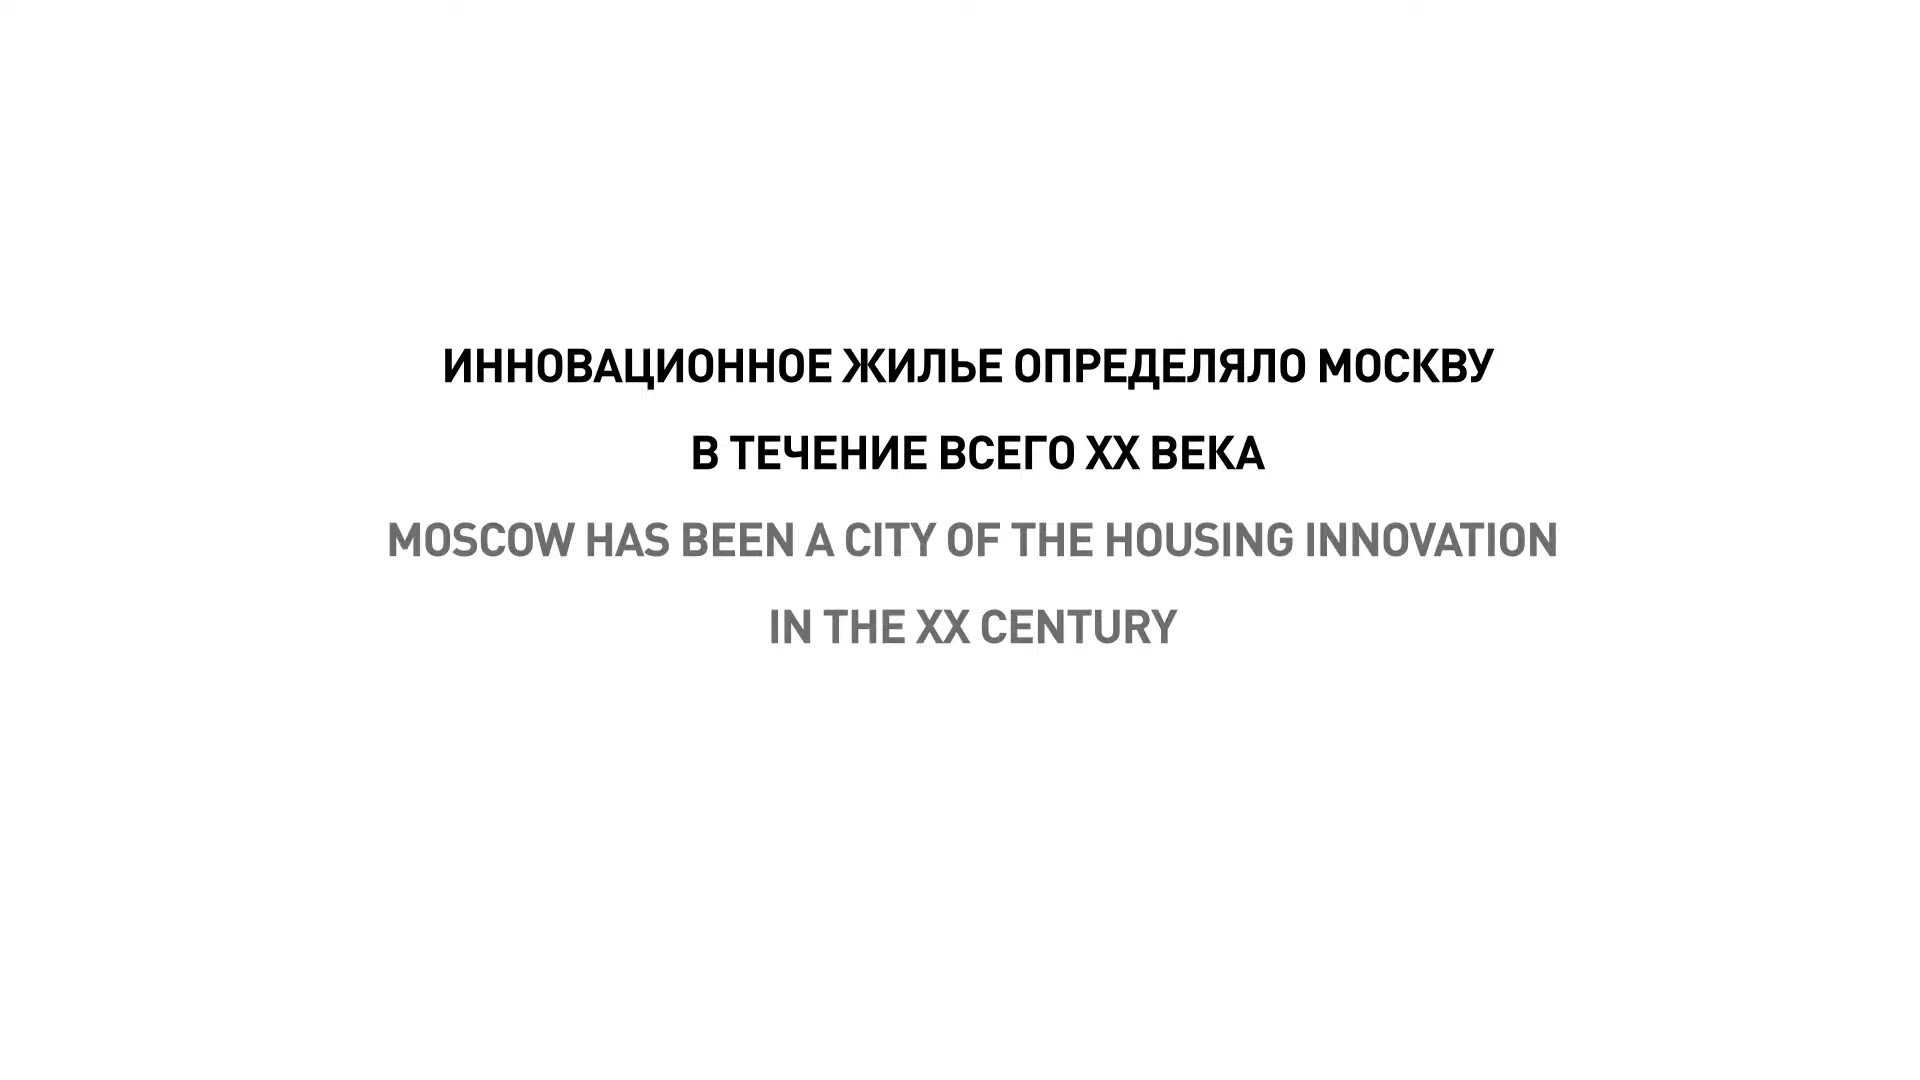 ИННОВАЦИОННОЕ ЖИЛЬЕ ОПРЕДЕЛЯЛО МОСКВУ
В ТЕЧЕНИЕ ВСЕГО XX ВЕКА
MOSCOW HAS BEEN A CITY OF THE HOUSING INNOVATION
IN THE XX CENTURY